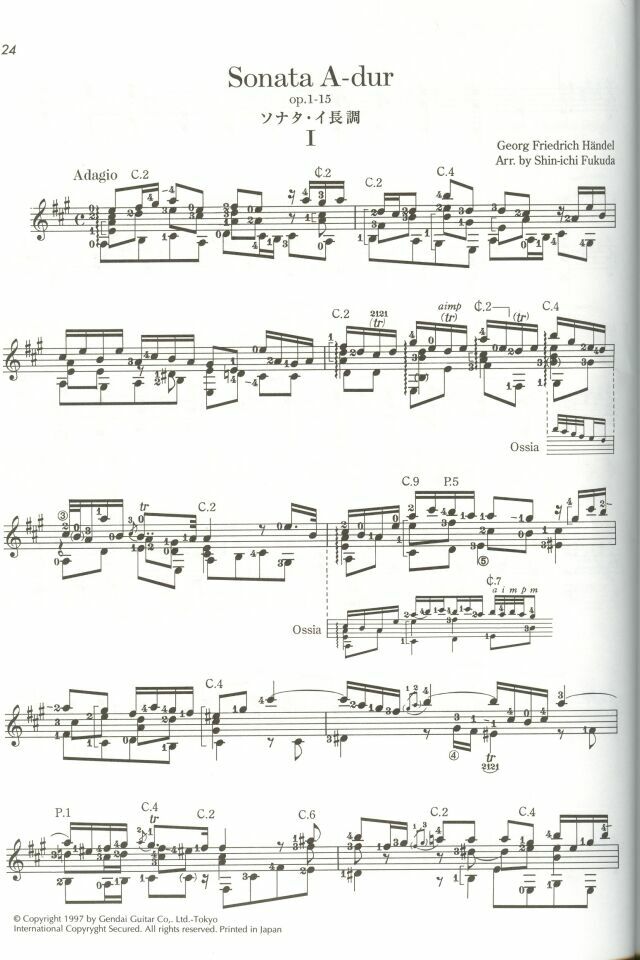 24
Sonata A-dur
op.1-15
ソナタ・イ長調
I
Georg Friedrich Händel
Arr. by Shin-ichi Fukuda
Adagio C.2 ₵.2 C.2 C.4
C.2 2121 (tr) aimp (tr) ₵.2 (tr) C.4
Ossia
③ tr C.2 C.9 P.5
⑤
₵.7
a i m p m
Ossia
C.4
④ tr
2121
P.1 C.4 tr C.2 C.6 C.2 C.4
© Copyright 1997 by Gendai Guitar Co,. Ltd.-Tokyo
International Copyryght Secured. All rights reserved. Printed in Japan